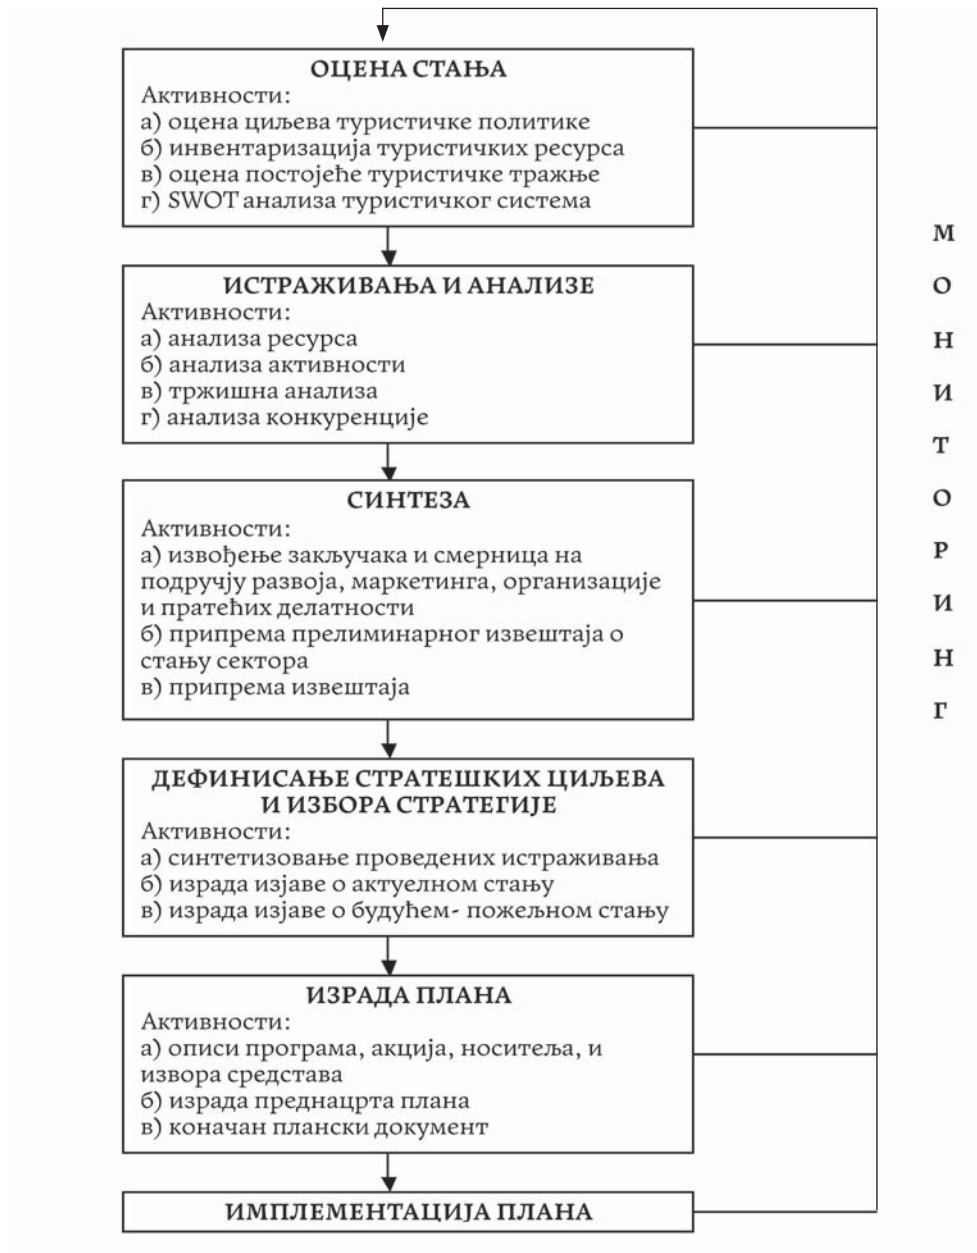 ОЦЕНА СТАЊА
Активности:
а) оцена циљева туристичке политике
б) инвентаризација туристичких ресурса
в) оцена постојеће туристичке тражње
г) SWOT анализа туристичког система
ИСТРАЖИВАЊА И АНАЛИЗЕ
Активности:
а) анализа ресурса
б) анализа активности
в) тржишна анализа
г) анализа конкуренције
СИНТЕЗА
Активности:
а) извођење закључака и смерница на
подручју развоја, маркетинга, организације
и пратећих делатности
б) припрема прелиминарног извештаја о
стању сектора
в) припрема извештаја
ДЕФИНИСАЊЕ СТРАТЕШКИХ ЦИЉЕВА
И ИЗБОРА СТРАТЕГИЈЕ
Активности:
а) синтетизовање проведених истраживања
б) израда изјаве о актуелном стању
в) израда изјаве о будућем- пожељном стању
ИЗРАДА ПЛАНА
Активности:
а) описи програма, акција, носитеља, и
извора средстава
б) израда преднацрта плана
в) коначан плански документ
ИМПЛЕМЕНТАЦИЈА ПЛАНА
М
О
Н
И
Т
О
Р
И
Н
Г